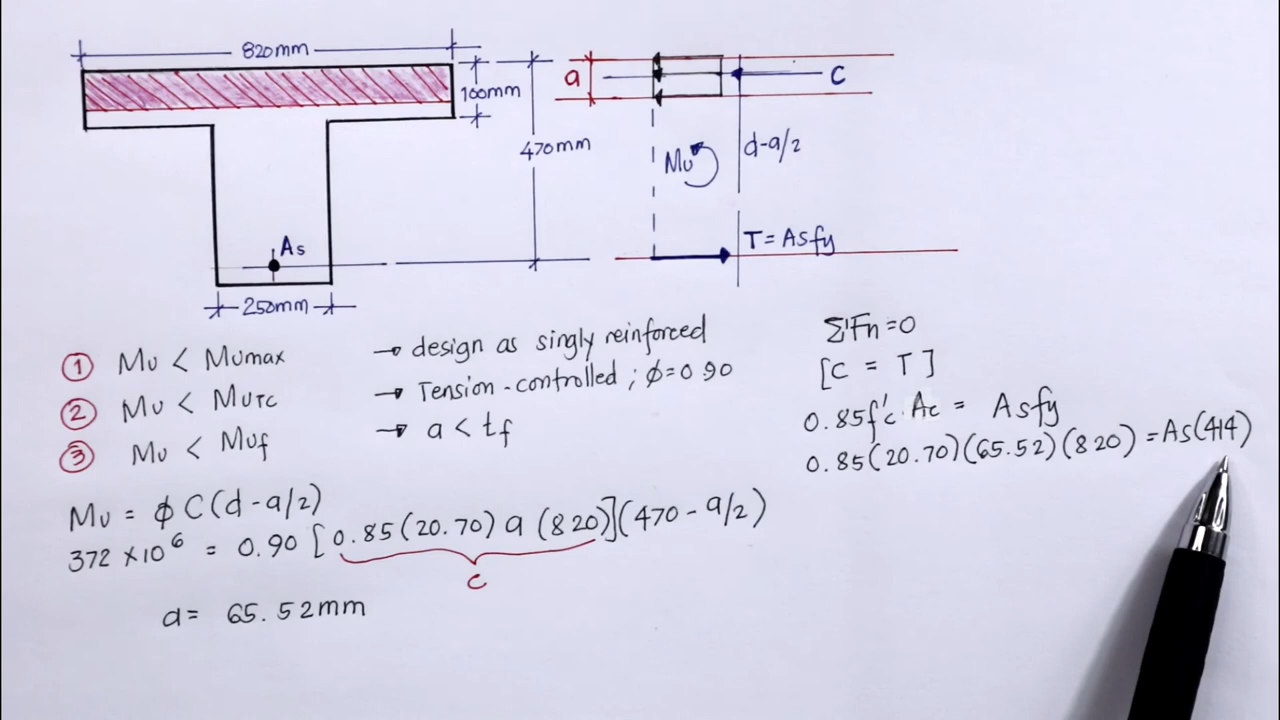 820mm
100mm
470mm
As
250mm
a
C
Mu
d-a/2
T = Asfy
① Mu < Mumax → design as singly reinforced
② Mu < Mutc → Tension-controlled ; φ=0.90
③ Mu < Muf → a < tf
Mu = φ C (d - a/2)
372 x10⁶ = 0.90 [0.85(20.70) a (820)](470 - a/2)
C
a = 65.52mm
ΣFn=0
[C = T]
0.85f'c Ac = Asfy
0.85(20.70)(65.52)(820) = As(414)